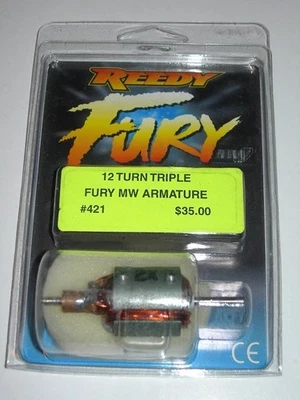 REEDY
FURY
12 TURN TRIPLE
FURY MW ARMATURE
#421 $35.00
CE